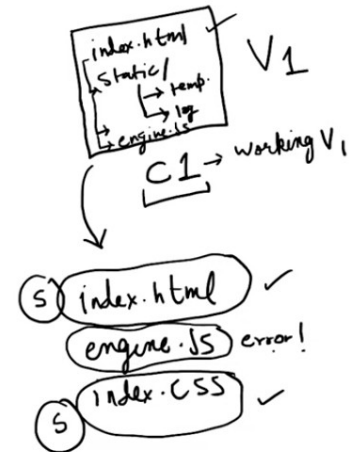 index.html
static/
V1
→ temp.
→ log
→ engine.js
C1 → working V1
S index.html ✓
engine.JS error!
index.CSS ✓
S